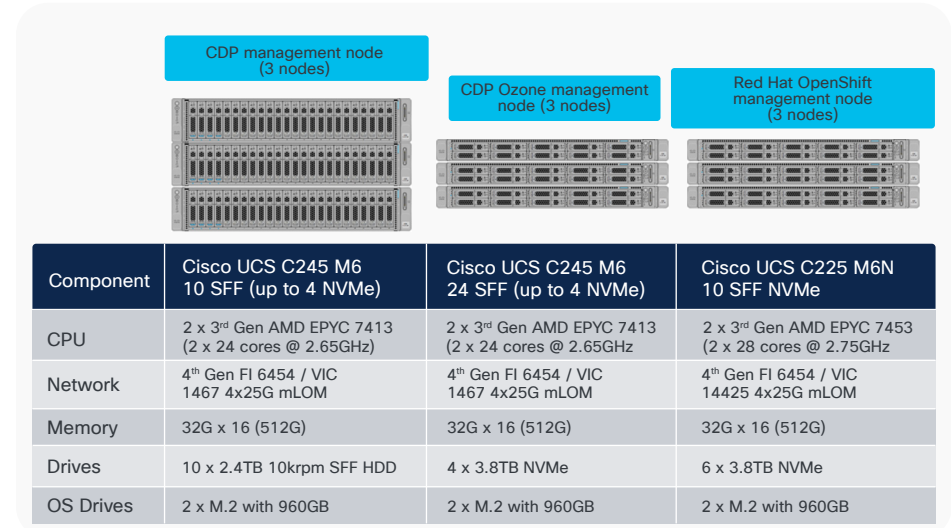 CDP management node
(3 nodes)
CDP Ozone management
node (3 nodes)
Red Hat OpenShift
management node
(3 nodes)
Component
Cisco UCS C245 M6
10 SFF (up to 4 NVMe)
Cisco UCS C245 M6
24 SFF (up to 4 NVMe)
Cisco UCS C225 M6N
10 SFF NVMe
CPU
2 x 3rd Gen AMD EPYC 7413
(2 x 24 cores @ 2.65GHz)
2 x 3rd Gen AMD EPYC 7413
(2 x 24 cores @ 2.65GHz
2 x 3rd Gen AMD EPYC 7453
(2 x 28 cores @ 2.75GHz
Network
4th Gen FI 6454 / VIC
1467 4x25G mLOM
4th Gen FI 6454 / VIC
1467 4x25G mLOM
4th Gen FI 6454 / VIC
14425 4x25G mLOM
Memory
32G x 16 (512G)
32G x 16 (512G)
32G x 16 (512G)
Drives
10 x 2.4TB 10krpm SFF HDD
4 x 3.8TB NVMe
6 x 3.8TB NVMe
OS Drives
2 x M.2 with 960GB
2 x M.2 with 960GB
2 x M.2 with 960GB